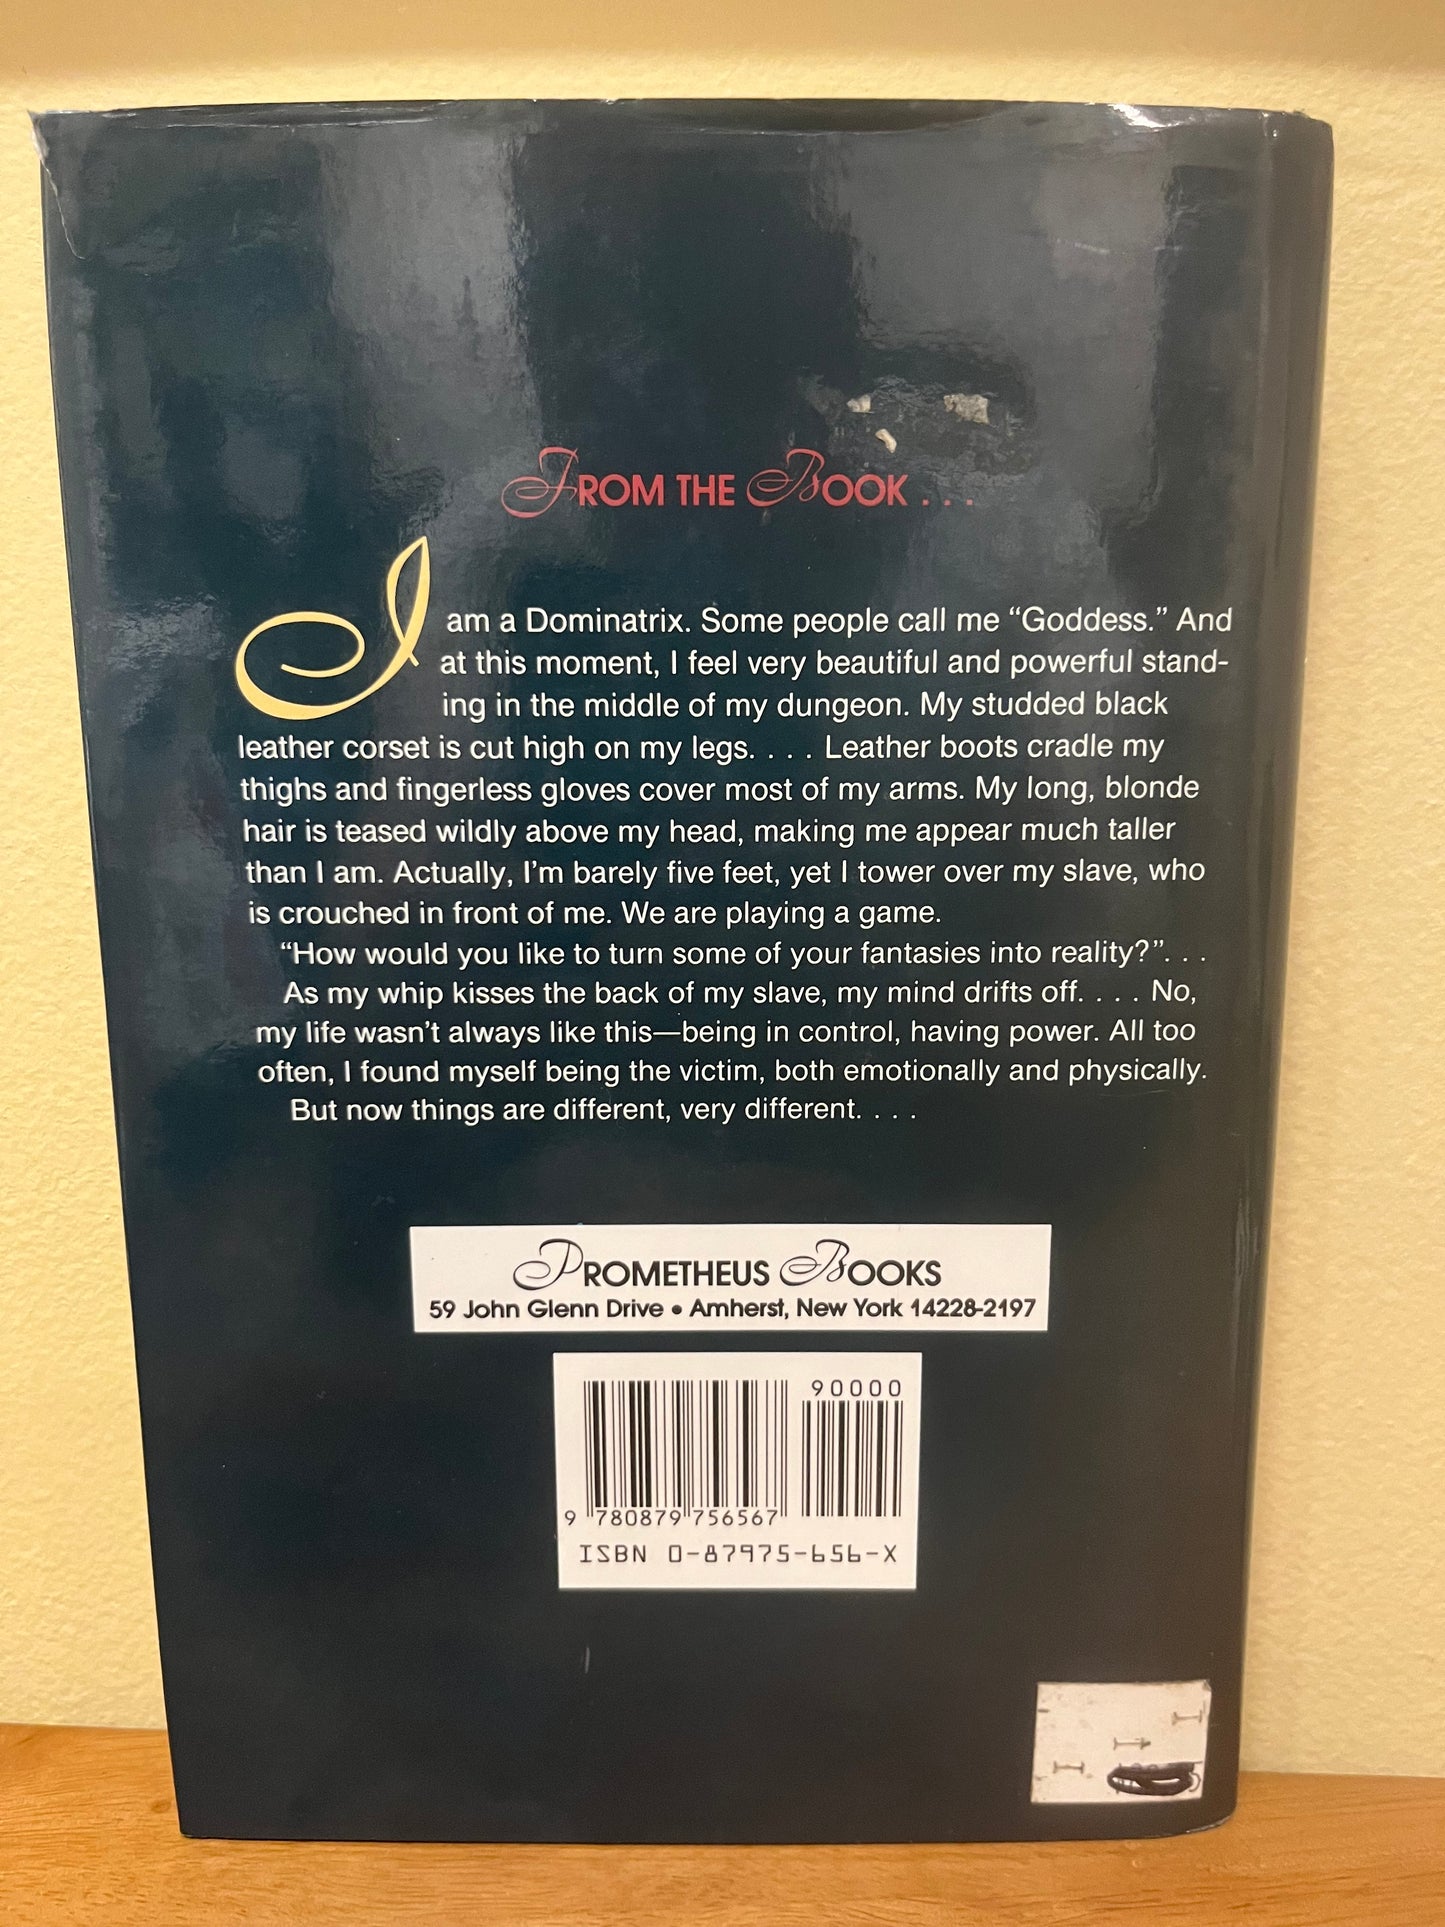 FROM THE BOOK . . .
I am a Dominatrix. Some people call me “Goddess.” And
at this moment, I feel very beautiful and powerful stand-
ing in the middle of my dungeon. My studded black
leather corset is cut high on my legs. . . . Leather boots cradle my
thighs and fingerless gloves cover most of my arms. My long, blonde
hair is teased wildly above my head, making me appear much taller
than I am. Actually, I’m barely five feet, yet I tower over my slave, who
is crouched in front of me. We are playing a game.
“How would you like to turn some of your fantasies into reality?”. . .
As my whip kisses the back of my slave, my mind drifts off. . . . No,
my life wasn’t always like this—being in control, having power. All too
often, I found myself being the victim, both emotionally and physically.
But now things are different, very different. . . .
PROMETHEUS BOOKS
59 John Glenn Drive • Amherst, New York 14228-2197
90000
9 780879 756567
ISBN 0-87975-656-X